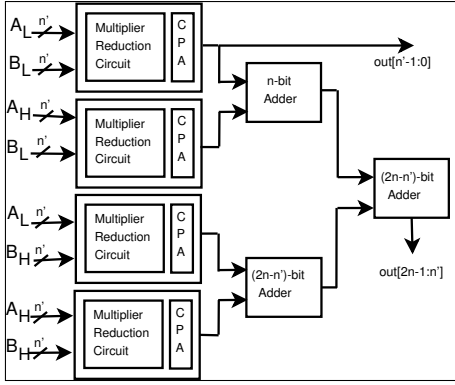 A_L n'
B_L n'
Multiplier
Reduction
Circuit
C
P
A
out[n'-1:0]
A_H n'
B_L n'
Multiplier
Reduction
Circuit
C
P
A
n-bit
Adder
(2n-n')-bit
Adder
out[2n-1:n']
A_L n'
B_H n'
Multiplier
Reduction
Circuit
C
P
A
(2n-n')-bit
Adder
A_H n'
B_H n'
Multiplier
Reduction
Circuit
C
P
A